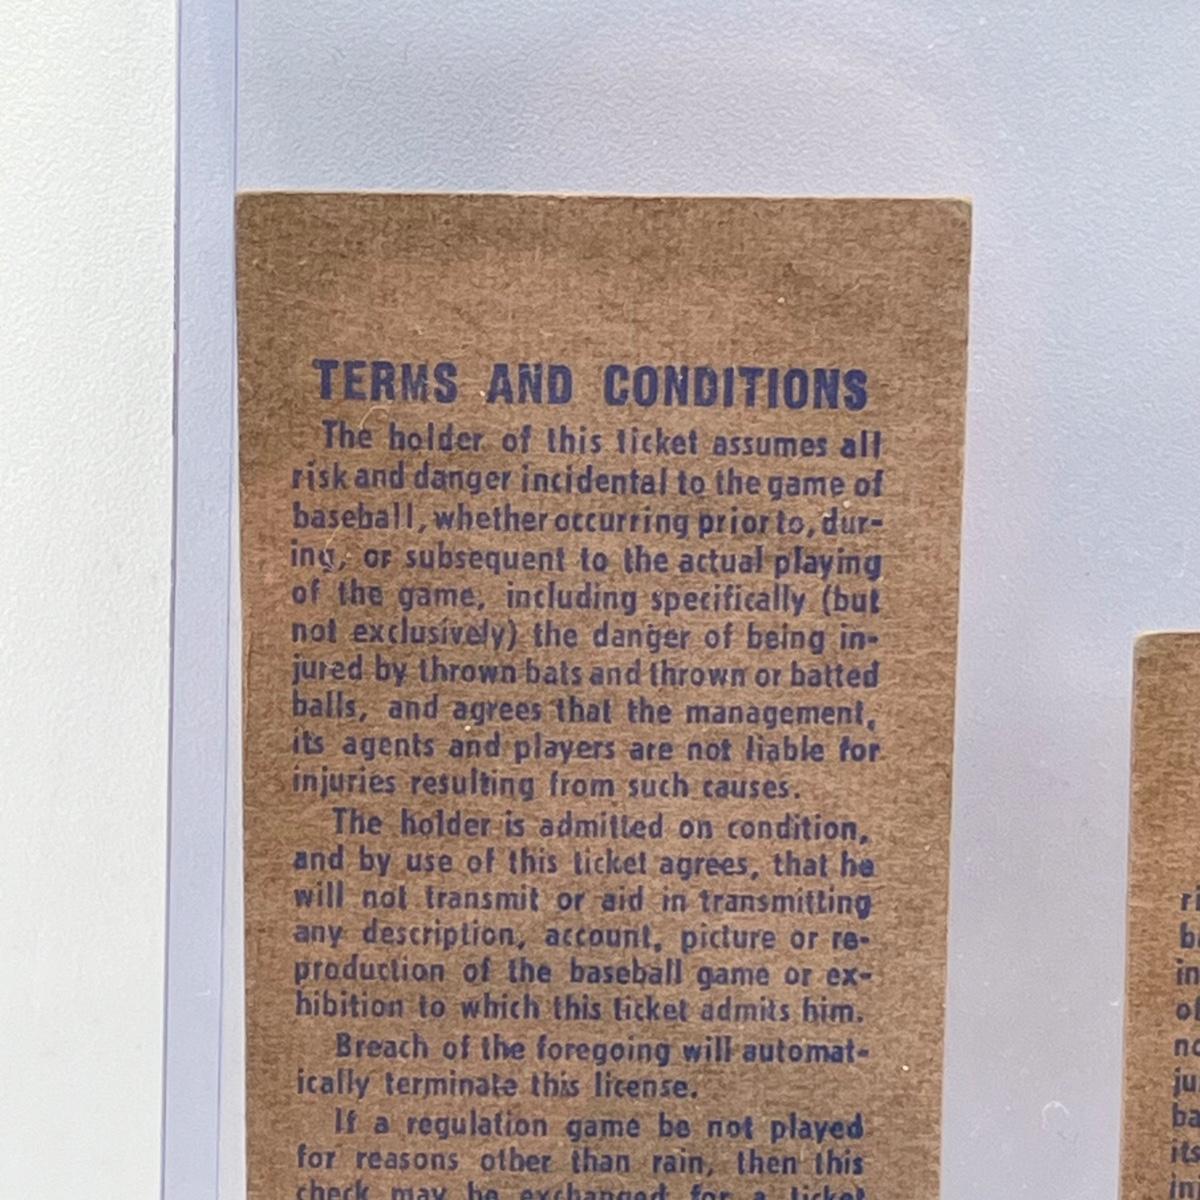 TERMS AND CONDITIONS
The holder of this ticket assumes all
risk and danger incidental to the game of
baseball, whether occurring prior to, dur-
ing, or subsequent to the actual playing
of the game, including specifically (but
not exclusively) the danger of being in-
jured by thrown bats and thrown or batted
balls, and agrees that the management,
its agents and players are not liable for
injuries resulting from such causes.
The holder is admitted on condition,
and by use of this ticket agrees, that he
will not transmit or aid in transmitting
any description, account, picture or re-
production of the baseball game or ex-
hibition to which this ticket admits him.
Breach of the foregoing will automat-
ically terminate this license.
If a regulation game be not played
for reasons other than rain, then this
check may be exchanged for a ticket